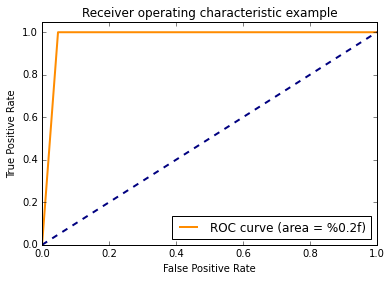 Receiver operating characteristic example
1.0
0.8
0.6
0.4
0.2
0.0
True Positive Rate
ROC curve (area = %0.2f)
0.0 0.2 0.4 0.6 0.8 1.0
False Positive Rate